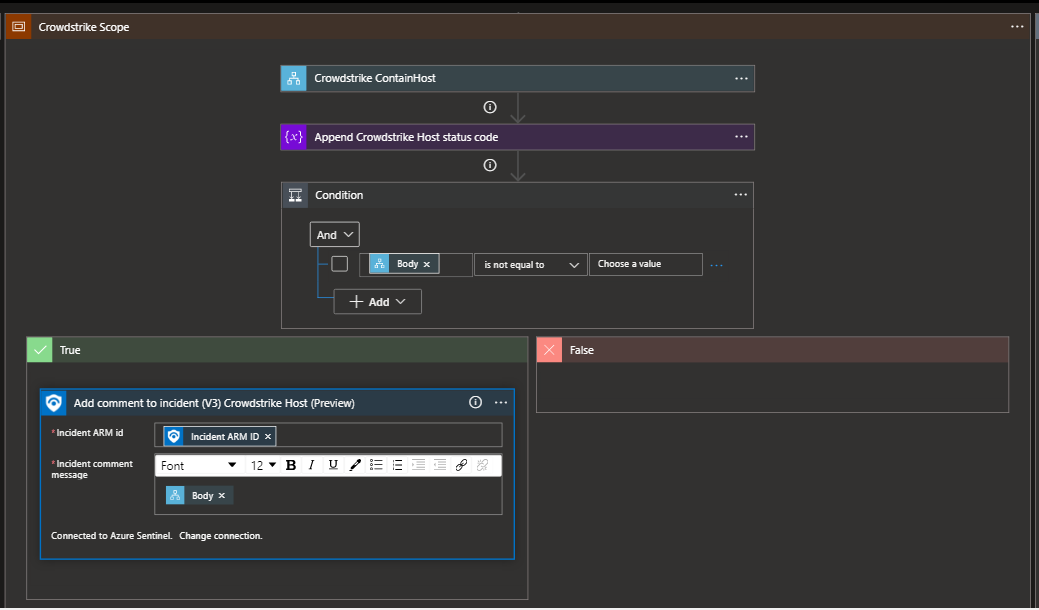 Crowdstrike Scope
Crowdstrike ContainHost
{x} Append Crowdstrike Host status code
Condition
And
Body × is not equal to Choose a value
+ Add
True
False
Add comment to incident (V3) Crowdstrike Host (Preview)
* Incident ARM id
Incident ARM ID ×
* Incident comment
message
Font 12 B I U
Body ×
Connected to Azure Sentinel. Change connection.